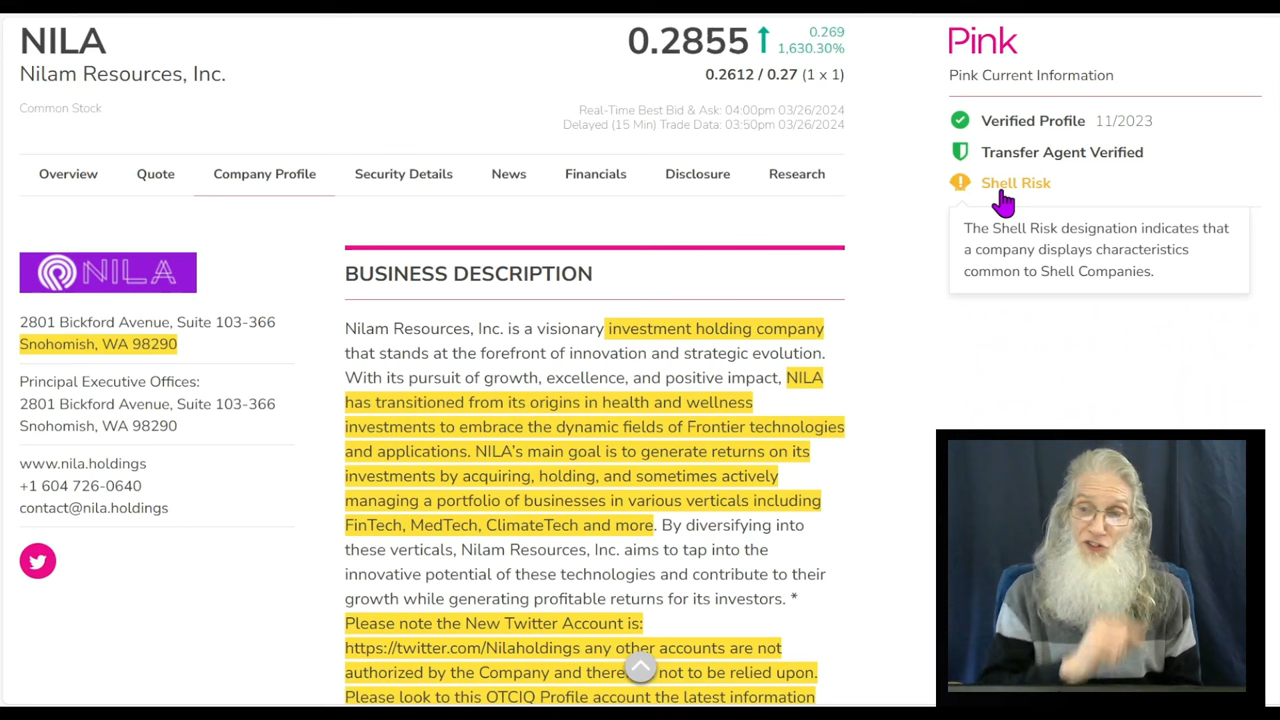 NILA
Nilam Resources, Inc.
Common Stock
0.2855
0.269
1,630.30%
0.2612 / 0.27 (1 x 1)
Real-Time Best Bid & Ask: 04:00pm 03/26/2024
Delayed (15 Min) Trade Data: 03:50pm 03/26/2024
Overview Quote Company Profile Security Details News Financials Disclosure Research
NILA
2801 Bickford Avenue, Suite 103-366
Snohomish, WA 98290
Principal Executive Offices:
2801 Bickford Avenue, Suite 103-366
Snohomish, WA 98290
www.nila.holdings
+1 604 726-0640
contact@nila.holdings
BUSINESS DESCRIPTION
Nilam Resources, Inc. is a visionary investment holding company
that stands at the forefront of innovation and strategic evolution.
With its pursuit of growth, excellence, and positive impact, NILA
has transitioned from its origins in health and wellness
investments to embrace the dynamic fields of Frontier technologies
and applications. NILA's main goal is to generate returns on its
investments by acquiring, holding, and sometimes actively
managing a portfolio of businesses in various verticals including
FinTech, MedTech, ClimateTech and more. By diversifying into
these verticals, Nilam Resources, Inc. aims to tap into the
innovative potential of these technologies and contribute to their
growth while generating profitable returns for its investors. *
Please note the New Twitter Account is:
https://twitter.com/Nilaholdings any other accounts are not
authorized by the Company and there not to be relied upon.
Please look to this OTCIQ Profile account the latest information
Pink
Pink Current Information
Verified Profile 11/2023
Transfer Agent Verified
Shell Risk
The Shell Risk designation indicates that
a company displays characteristics
common to Shell Companies.